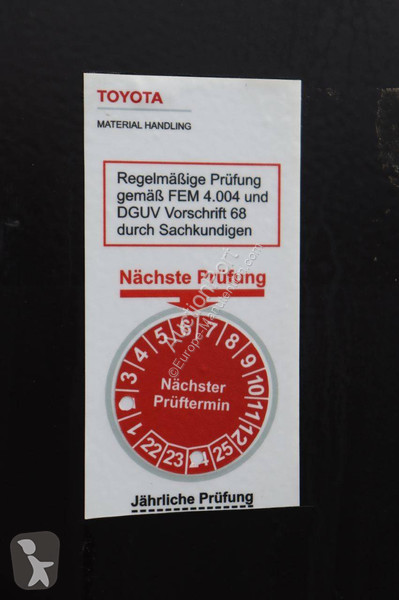 TOYOTA
MATERIAL HANDLING
Regelmäßige Prüfung
gemäß FEM 4.004 und
DGUV Vorschrift 68
durch Sachkundigen
Nächste Prüfung
1 3 4 5 6 7 8 9 10 11 12
Nächster
Prüftermin
22 23 25
Jährliche Prüfung